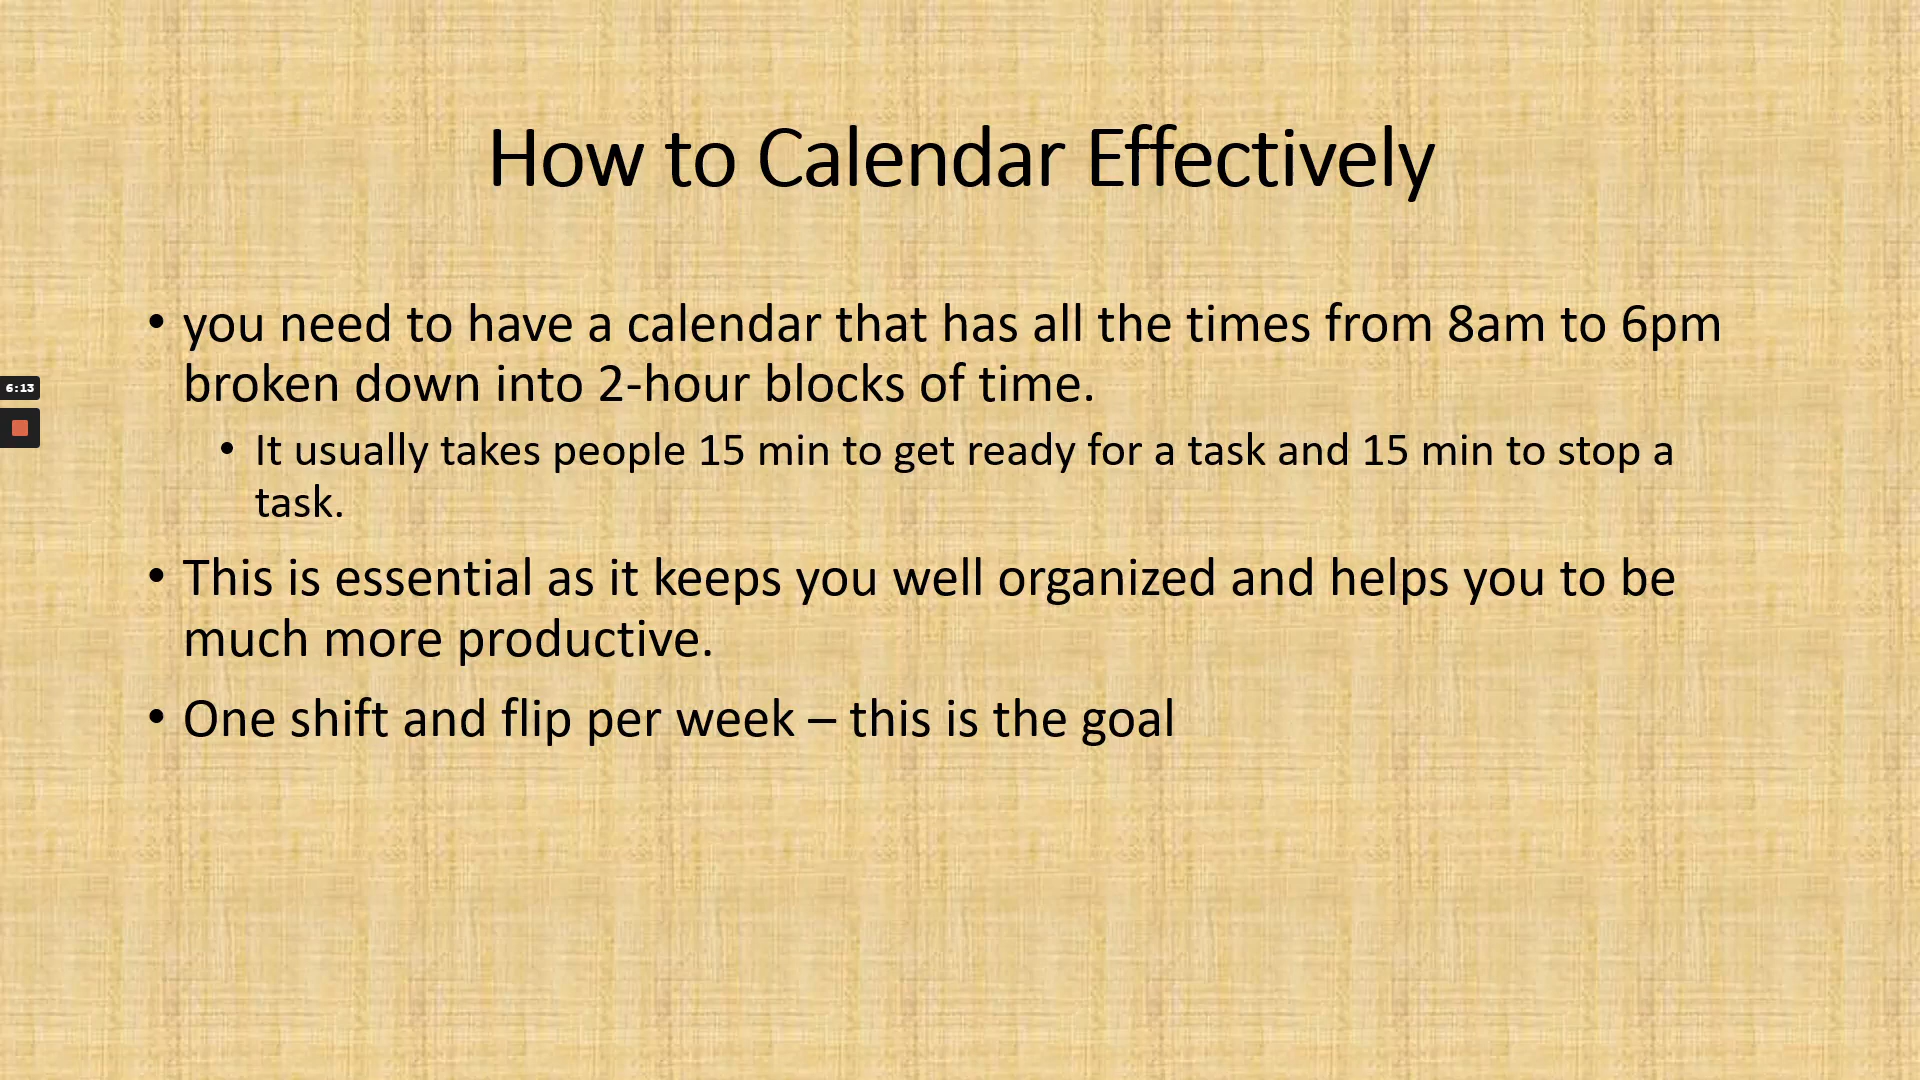 How to Calendar Effectively
• you need to have a calendar that has all the times from 8am to 6pm
broken down into 2-hour blocks of time.
• It usually takes people 15 min to get ready for a task and 15 min to stop a
task.
• This is essential as it keeps you well organized and helps you to be
much more productive.
• One shift and flip per week – this is the goal
6:13